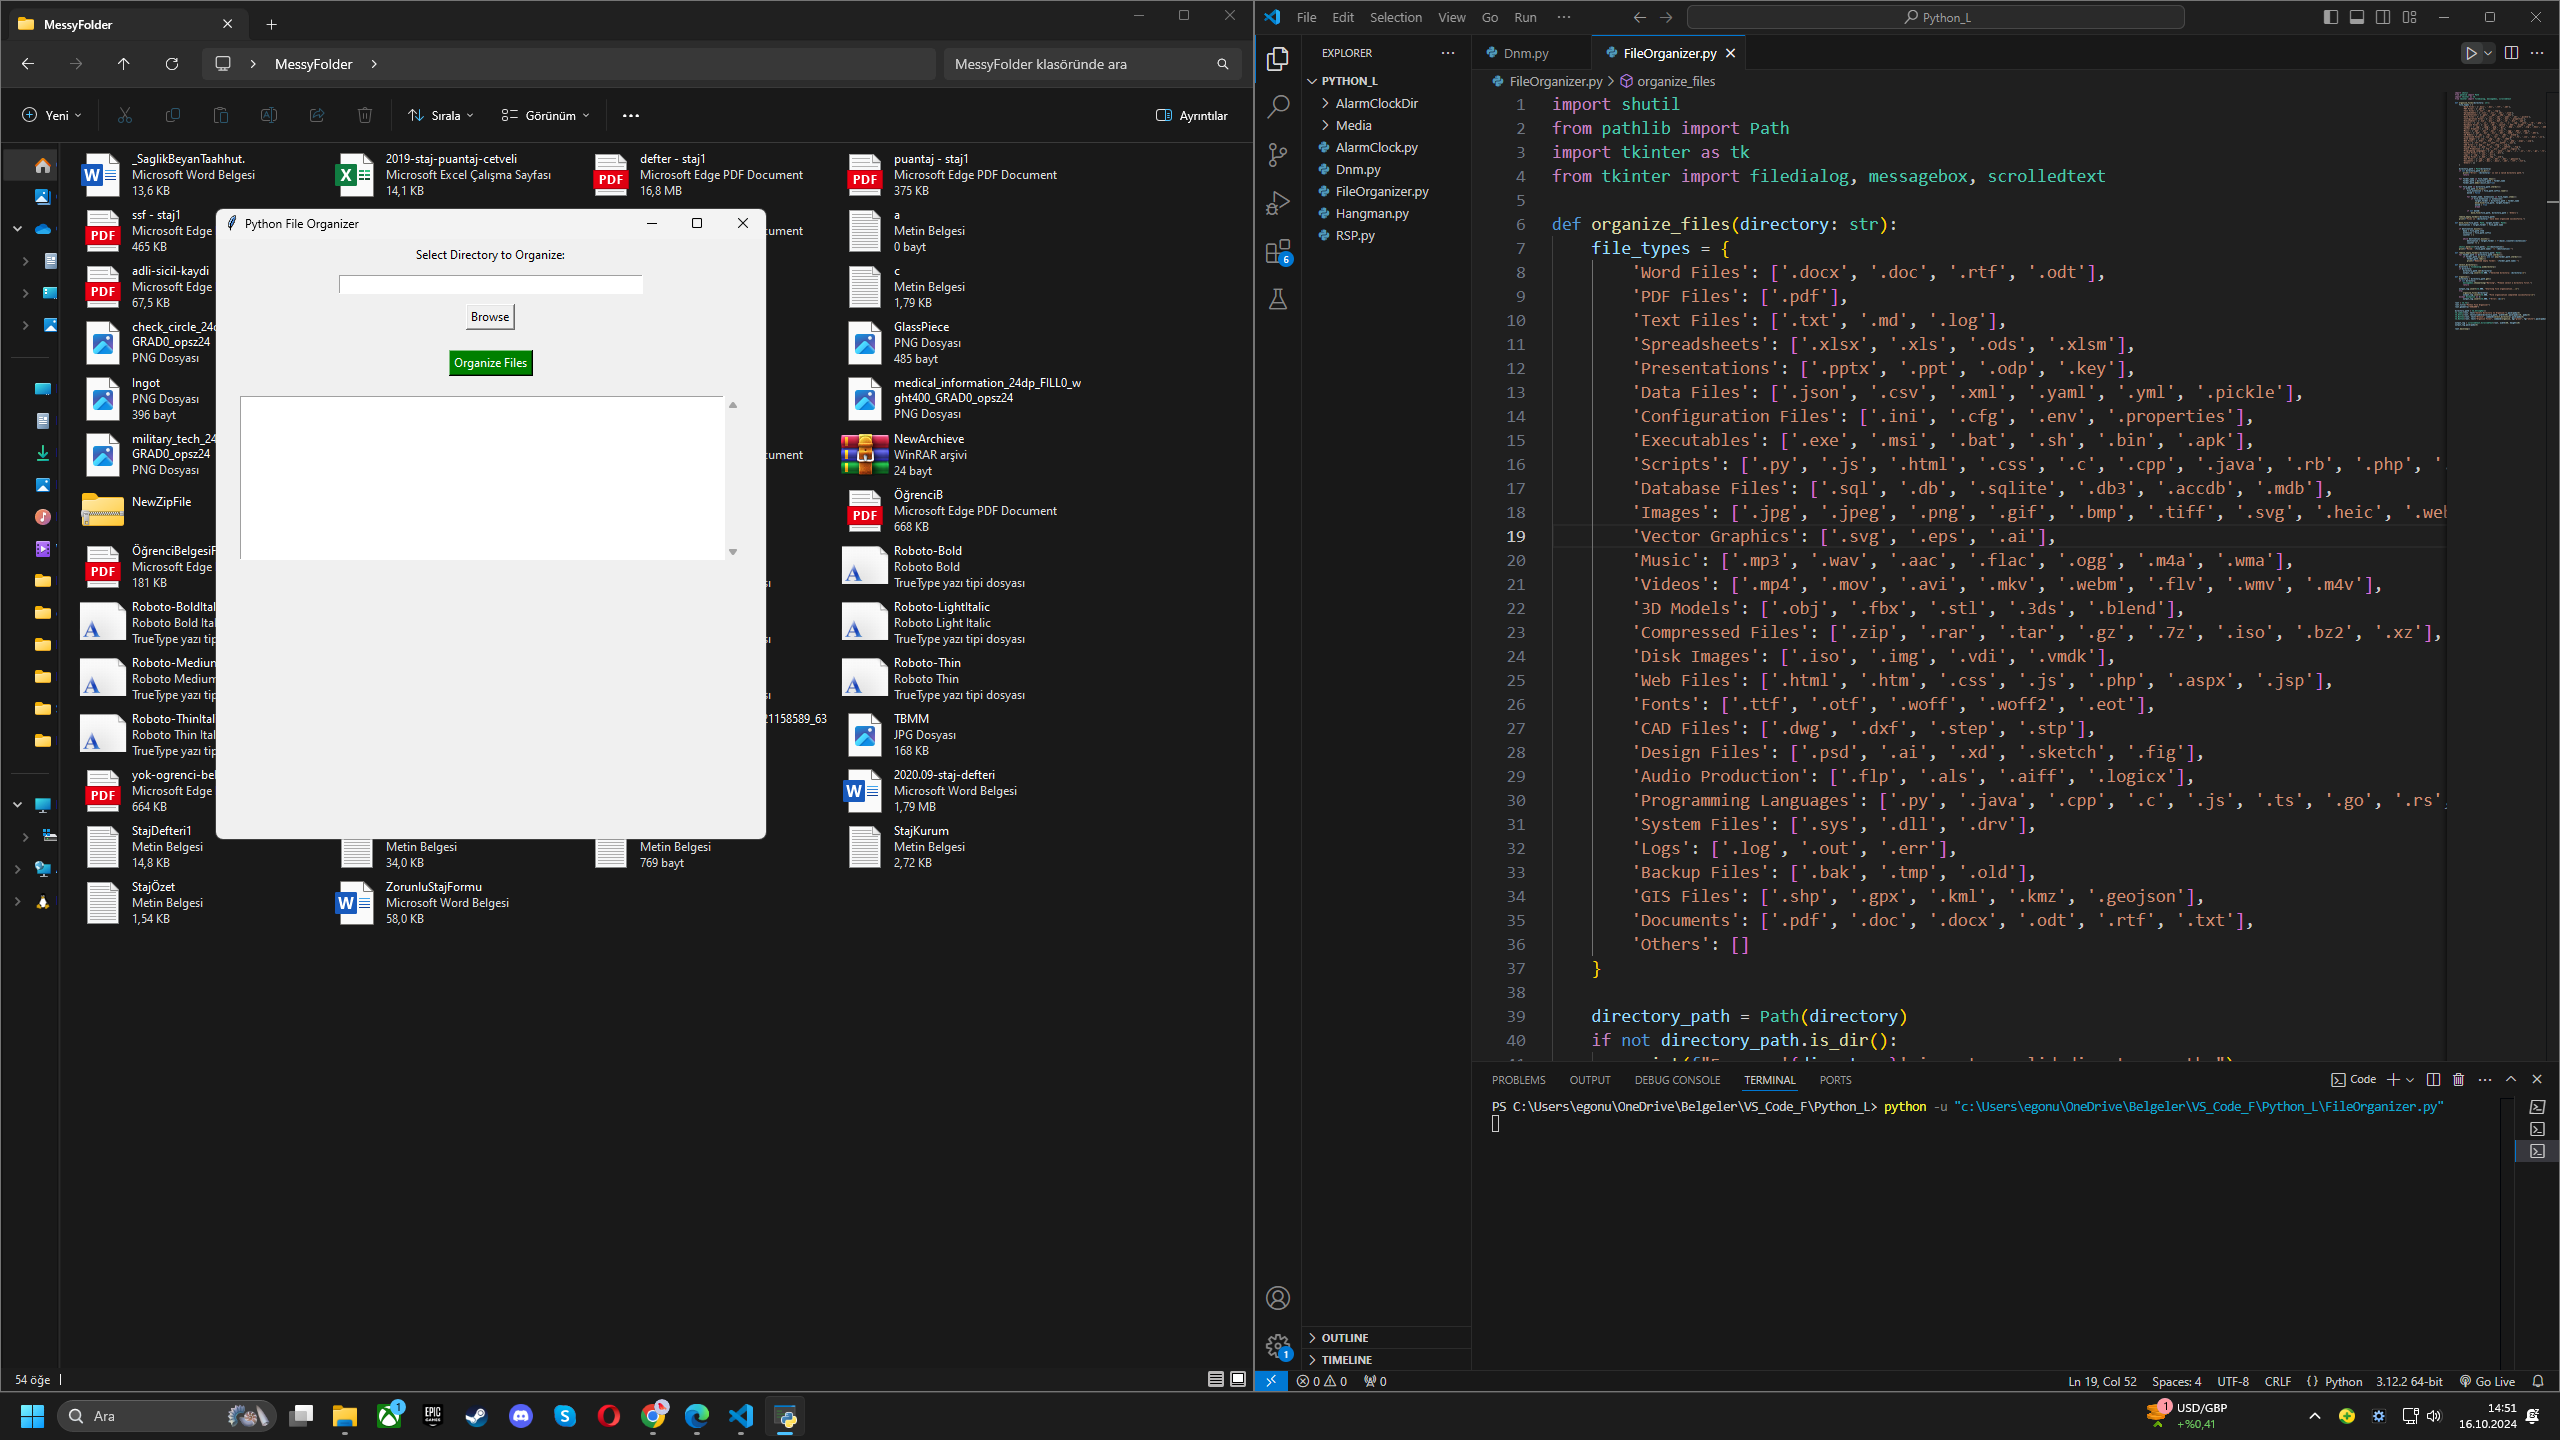 MessyFolder
MessyFolder
MessyFolder klasöründe ara
Yeni
Sırala
Görünüm
Ayrıntılar
_SaglikBeyanTaahhut.
Microsoft Word Belgesi
13,6 KB
2019-staj-puantaj-cetveli
Microsoft Excel Çalışma Sayfası
14,1 KB
defter - staj1
Microsoft Edge PDF Document
16,8 MB
puantaj - staj1
Microsoft Edge PDF Document
375 KB
ssf - staj1
Microsoft Edge
465 KB
cument
a
Metin Belgesi
0 bayt
adli-sicil-kaydi
Microsoft Edge
67,5 KB
cument
c
Metin Belgesi
1,79 KB
check_circle_24d
GRAD0_opsz24
PNG Dosyası
GlassPiece
PNG Dosyası
485 bayt
Ingot
PNG Dosyası
396 bayt
medical_information_24dp_FILL0_w
ght400_GRAD0_opsz24
PNG Dosyası
military_tech_24
GRAD0_opsz24
PNG Dosyası
cument
NewArchieve
WinRAR arşivi
24 bayt
NewZipFile
ÖğrenciB
Microsoft Edge PDF Document
668 KB
ÖğrenciBelgesiF
Microsoft Edge
181 KB
Roboto-Bold
Roboto Bold
TrueType yazı tipi dosyası
Roboto-BoldItal
Roboto Bold Ital
TrueType yazı tip
Roboto-LightItalic
Roboto Light Italic
TrueType yazı tipi dosyası
Roboto-Medium
Roboto Medium
TrueType yazı tip
Roboto-Thin
Roboto Thin
TrueType yazı tipi dosyası
Roboto-ThinItal
Roboto Thin Ital
TrueType yazı tip
21158589_63
TBMM
JPG Dosyası
168 KB
yok-ogrenci-bel
Microsoft Edge
664 KB
2020.09-staj-defteri
Microsoft Word Belgesi
1,79 MB
StajDefteri1
Metin Belgesi
14,8 KB
Metin Belgesi
34,0 KB
Metin Belgesi
769 bayt
StajKurum
Metin Belgesi
2,72 KB
StajÖzet
Metin Belgesi
1,54 KB
ZorunluStajFormu
Microsoft Word Belgesi
58,0 KB
54 öğe
Python File Organizer
Select Directory to Organize:
Browse
Organize Files
File Edit Selection View Go Run
Python_L
EXPLORER
PYTHON_L
AlarmClockDir
Media
AlarmClock.py
Dnm.py
FileOrganizer.py
Hangman.py
RSP.py
OUTLINE
TIMELINE
6
1
Dnm.py
FileOrganizer.py
FileOrganizer.py > organize_files
1 import shutil
2 from pathlib import Path
3 import tkinter as tk
4 from tkinter import filedialog, messagebox, scrolledtext
5
6 def organize_files(directory: str):
7 file_types = {
8 'Word Files': ['.docx', '.doc', '.rtf', '.odt'],
9 'PDF Files': ['.pdf'],
10 'Text Files': ['.txt', '.md', '.log'],
11 'Spreadsheets': ['.xlsx', '.xls', '.ods', '.xlsm'],
12 'Presentations': ['.pptx', '.ppt', '.odp', '.key'],
13 'Data Files': ['.json', '.csv', '.xml', '.yaml', '.yml', '.pickle'],
14 'Configuration Files': ['.ini', '.cfg', '.env', '.properties'],
15 'Executables': ['.exe', '.msi', '.bat', '.sh', '.bin', '.apk'],
16 'Scripts': ['.py', '.js', '.html', '.css', '.c', '.cpp', '.java', '.rb', '.php', '.
17 'Database Files': ['.sql', '.db', '.sqlite', '.db3', '.accdb', '.mdb'],
18 'Images': ['.jpg', '.jpeg', '.png', '.gif', '.bmp', '.tiff', '.svg', '.heic', '.web
19 'Vector Graphics': ['.svg', '.eps', '.ai'],
20 'Music': ['.mp3', '.wav', '.aac', '.flac', '.ogg', '.m4a', '.wma'],
21 'Videos': ['.mp4', '.mov', '.avi', '.mkv', '.webm', '.flv', '.wmv', '.m4v'],
22 '3D Models': ['.obj', '.fbx', '.stl', '.3ds', '.blend'],
23 'Compressed Files': ['.zip', '.rar', '.tar', '.gz', '.7z', '.iso', '.bz2', '.xz'],
24 'Disk Images': ['.iso', '.img', '.vdi', '.vmdk'],
25 'Web Files': ['.html', '.htm', '.css', '.js', '.php', '.aspx', '.jsp'],
26 'Fonts': ['.ttf', '.otf', '.woff', '.woff2', '.eot'],
27 'CAD Files': ['.dwg', '.dxf', '.step', '.stp'],
28 'Design Files': ['.psd', '.ai', '.xd', '.sketch', '.fig'],
29 'Audio Production': ['.flp', '.als', '.aiff', '.logicx'],
30 'Programming Languages': ['.py', '.java', '.cpp', '.c', '.js', '.ts', '.go', '.rs',
31 'System Files': ['.sys', '.dll', '.drv'],
32 'Logs': ['.log', '.out', '.err'],
33 'Backup Files': ['.bak', '.tmp', '.old'],
34 'GIS Files': ['.shp', '.gpx', '.kml', '.kmz', '.geojson'],
35 'Documents': ['.pdf', '.doc', '.docx', '.odt', '.rtf', '.txt'],
36 'Others': []
37 }
38
39 directory_path = Path(directory)
40 if not directory_path.is_dir():
PROBLEMS OUTPUT DEBUG CONSOLE TERMINAL PORTS
Code
PS C:\Users\egonu\OneDrive\Belgeler\VS_Code_F\Python_L> python -u "c:\Users\egonu\OneDrive\Belgeler\VS_Code_F\Python_L\FileOrganizer.py"
0 0 0
Ln 19, Col 52 Spaces: 4 UTF-8 CRLF {} Python 3.12.2 64-bit Go Live
Ara
EPIC GAMES
USD/GBP
+%0,41
14:51
16.10.2024